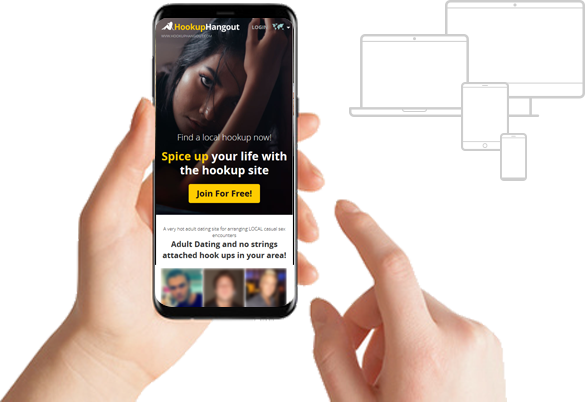 HookupHangout
LOGIN
Find a local hookup now!
Spice up your life with
the hookup site
Join For Free!
A very hot adult dating site for arranging LOCAL casual sex
encounters
Adult Dating and no strings
attached hook ups in your area!